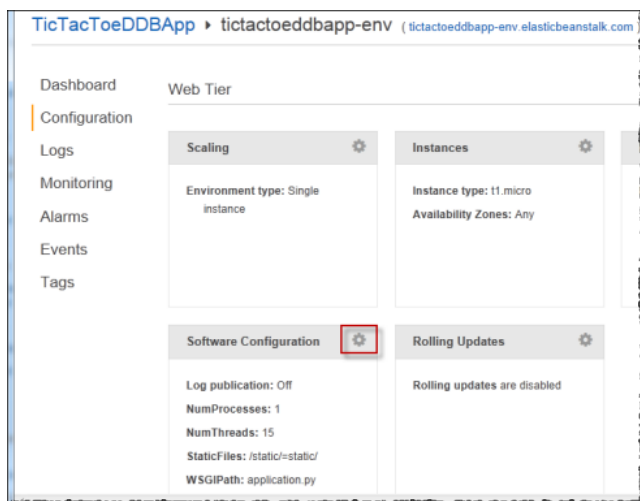 TicTacToeDDBApp ▸ tictactoeddbapp-env ( tictactoeddbapp-env.elasticbeanstalk.com )
Dashboard
Configuration
Logs
Monitoring
Alarms
Events
Tags
Web Tier
Scaling
Environment type: Single
instance
Instances
Instance type: t1.micro
Availability Zones: Any
Software Configuration
Log publication: Off
NumProcesses: 1
NumThreads: 15
StaticFiles: /static/=static/
WSGIPath: application.py
Rolling Updates
Rolling updates are disabled